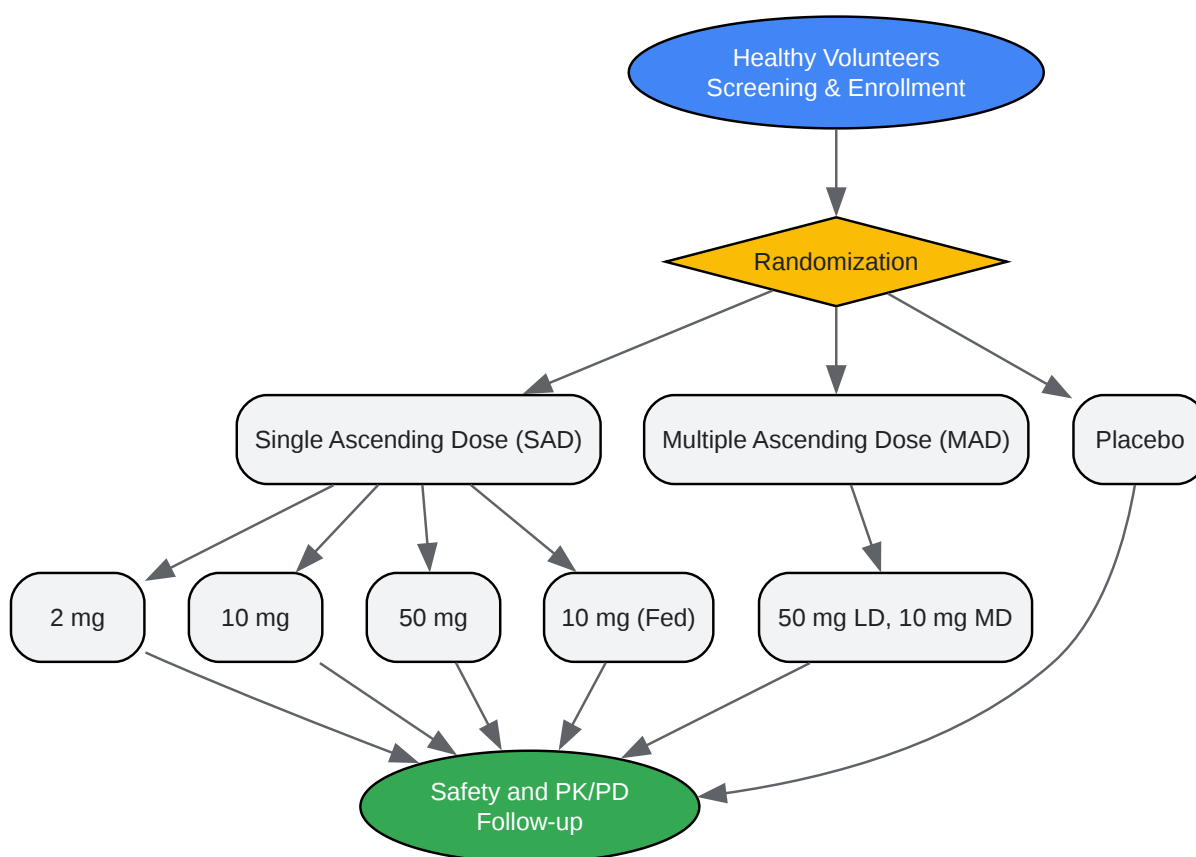 Healthy Volunteers
Screening & Enrollment
Randomization
Single Ascending Dose (SAD)
Multiple Ascending Dose (MAD)
Placebo
2 mg
10 mg
50 mg
10 mg (Fed)
50 mg LD, 10 mg MD
Safety and PK/PD
Follow-up